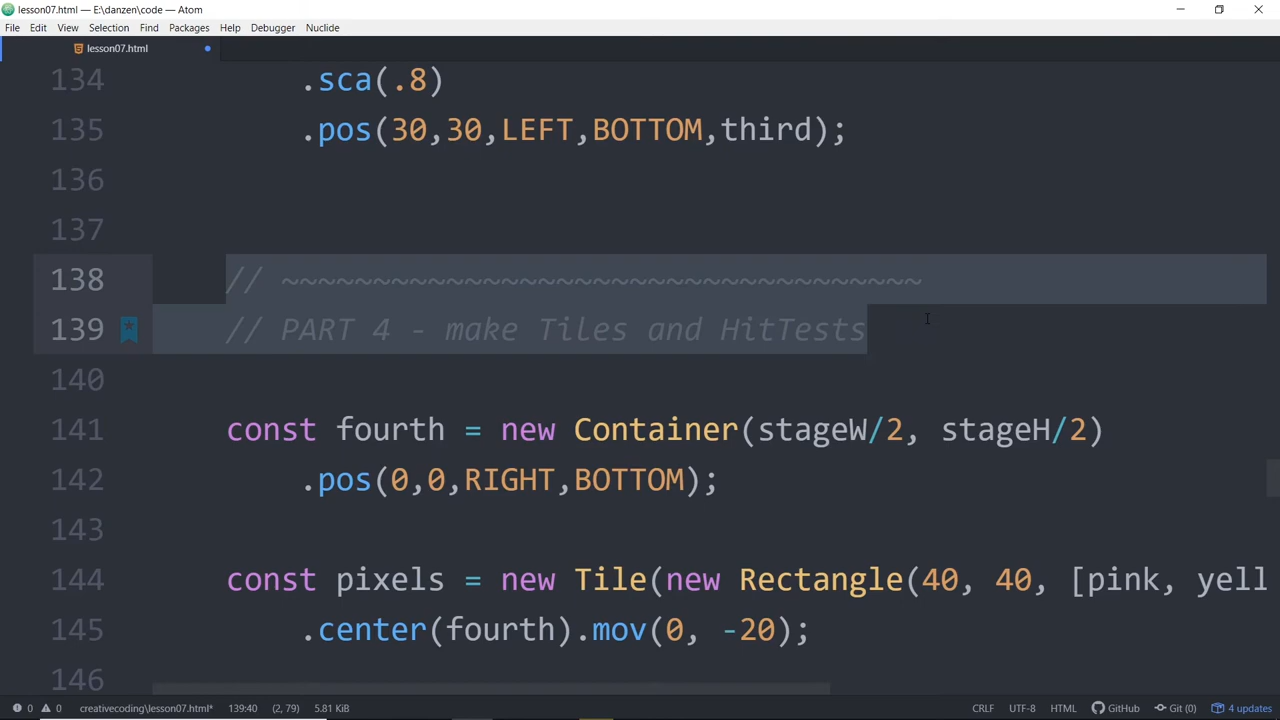 lesson07.html — E:\danzen\code — Atom
File Edit View Selection Find Packages Help Debugger Nuclide
lesson07.html
134 .sca(.8)
135 .pos(30,30,LEFT,BOTTOM,third);
136
137
138 // ~~~~~~~~~~~~~~~~~~~~~~~~~~~~~~~~~~~
139 // PART 4 - make Tiles and HitTests
140
141 const fourth = new Container(stageW/2, stageH/2)
142 .pos(0,0,RIGHT,BOTTOM);
143
144 const pixels = new Tile(new Rectangle(40, 40, [pink, yell
145 .center(fourth).mov(0, -20);
146
0 0 creativecoding\lesson07.html* 139:40 (2, 79) 5.81 KiB CRLF UTF-8 HTML GitHub Git (0) 4 updates